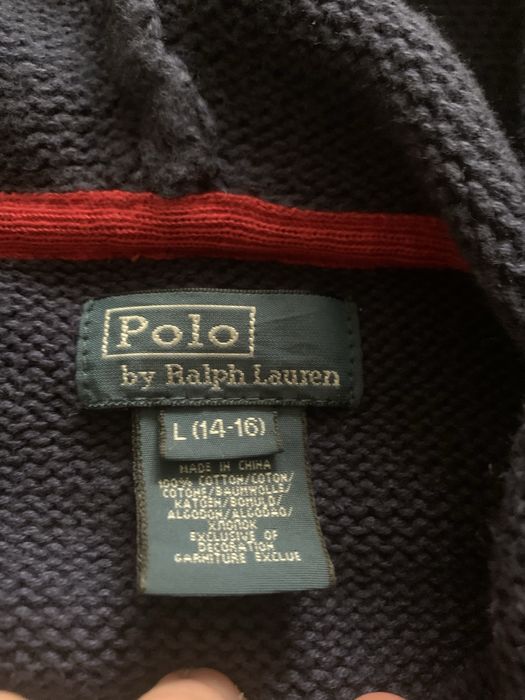 Polo
by Ralph Lauren
L (14-16)
MADE IN CHINA
100% COTTON/COTON/
COTONE/BAUMWOLLE/
KATOEN/BOMULD/
ALGODON/ALGODAO/
ХЛОПОК
EXCLUSIVE OF
DECORATION
GARNITURE EXCLUE